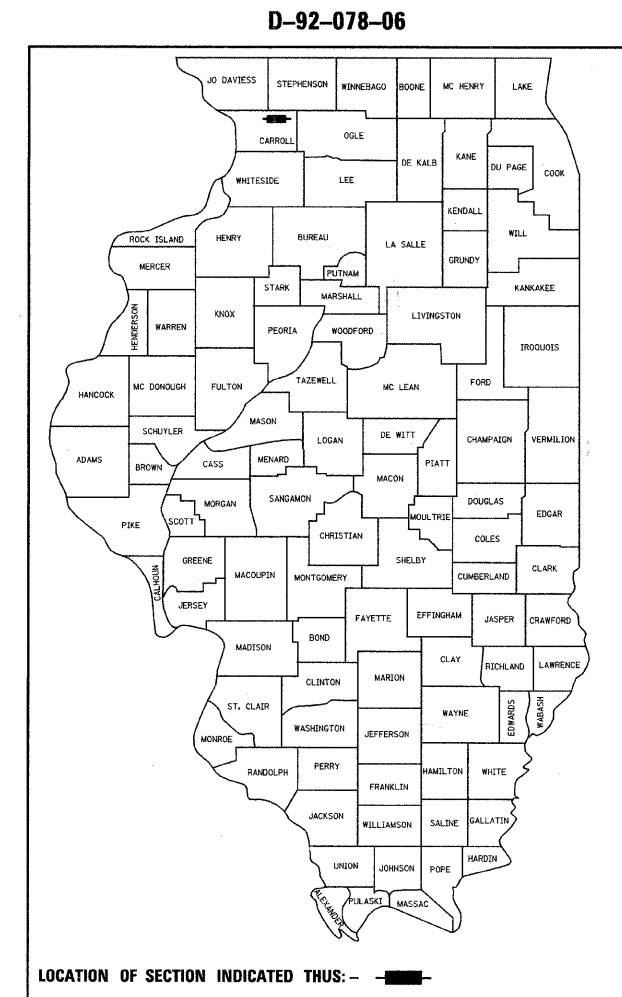 D-92-078-06
JO DAVIESS STEPHENSON WINNEBAGO BOONE MC HENRY LAKE
CARROLL OGLE
DE KALB KANE DU PAGE COOK
WHITESIDE LEE
KENDALL
ROCK ISLAND HENRY BUREAU LA SALLE WILL
MERCER PUTNAM GRUNDY
STARK MARSHALL KANKAKEE
HENDERSON WARREN KNOX PEORIA WOODFORD LIVINGSTON
IROQUOIS
HANCOCK MC DONOUGH FULTON TAZEWELL MC LEAN FORD
MASON
SCHUYLER LOGAN DE WITT CHAMPAIGN VERMILION
ADAMS BROWN CASS MENARD PIATT
MACON
MORGAN SANGAMON DOUGLAS
PIKE SCOTT MOULTRIE EDGAR
CHRISTIAN COLES
GREENE SHELBY
CALHOUN MACOUPIN MONTGOMERY CUMBERLAND CLARK
JERSEY FAYETTE EFFINGHAM JASPER CRAWFORD
MADISON BOND
CLAY RICHLAND LAWRENCE
CLINTON MARION
ST. CLAIR WAYNE EDWARDS WABASH
MONROE WASHINGTON JEFFERSON
RANDOLPH PERRY HAMILTON WHITE
FRANKLIN
JACKSON WILLIAMSON SALINE GALLATIN
UNION JOHNSON POPE HARDIN
ALEXANDER PULASKI MASSAC
LOCATION OF SECTION INDICATED THUS: -